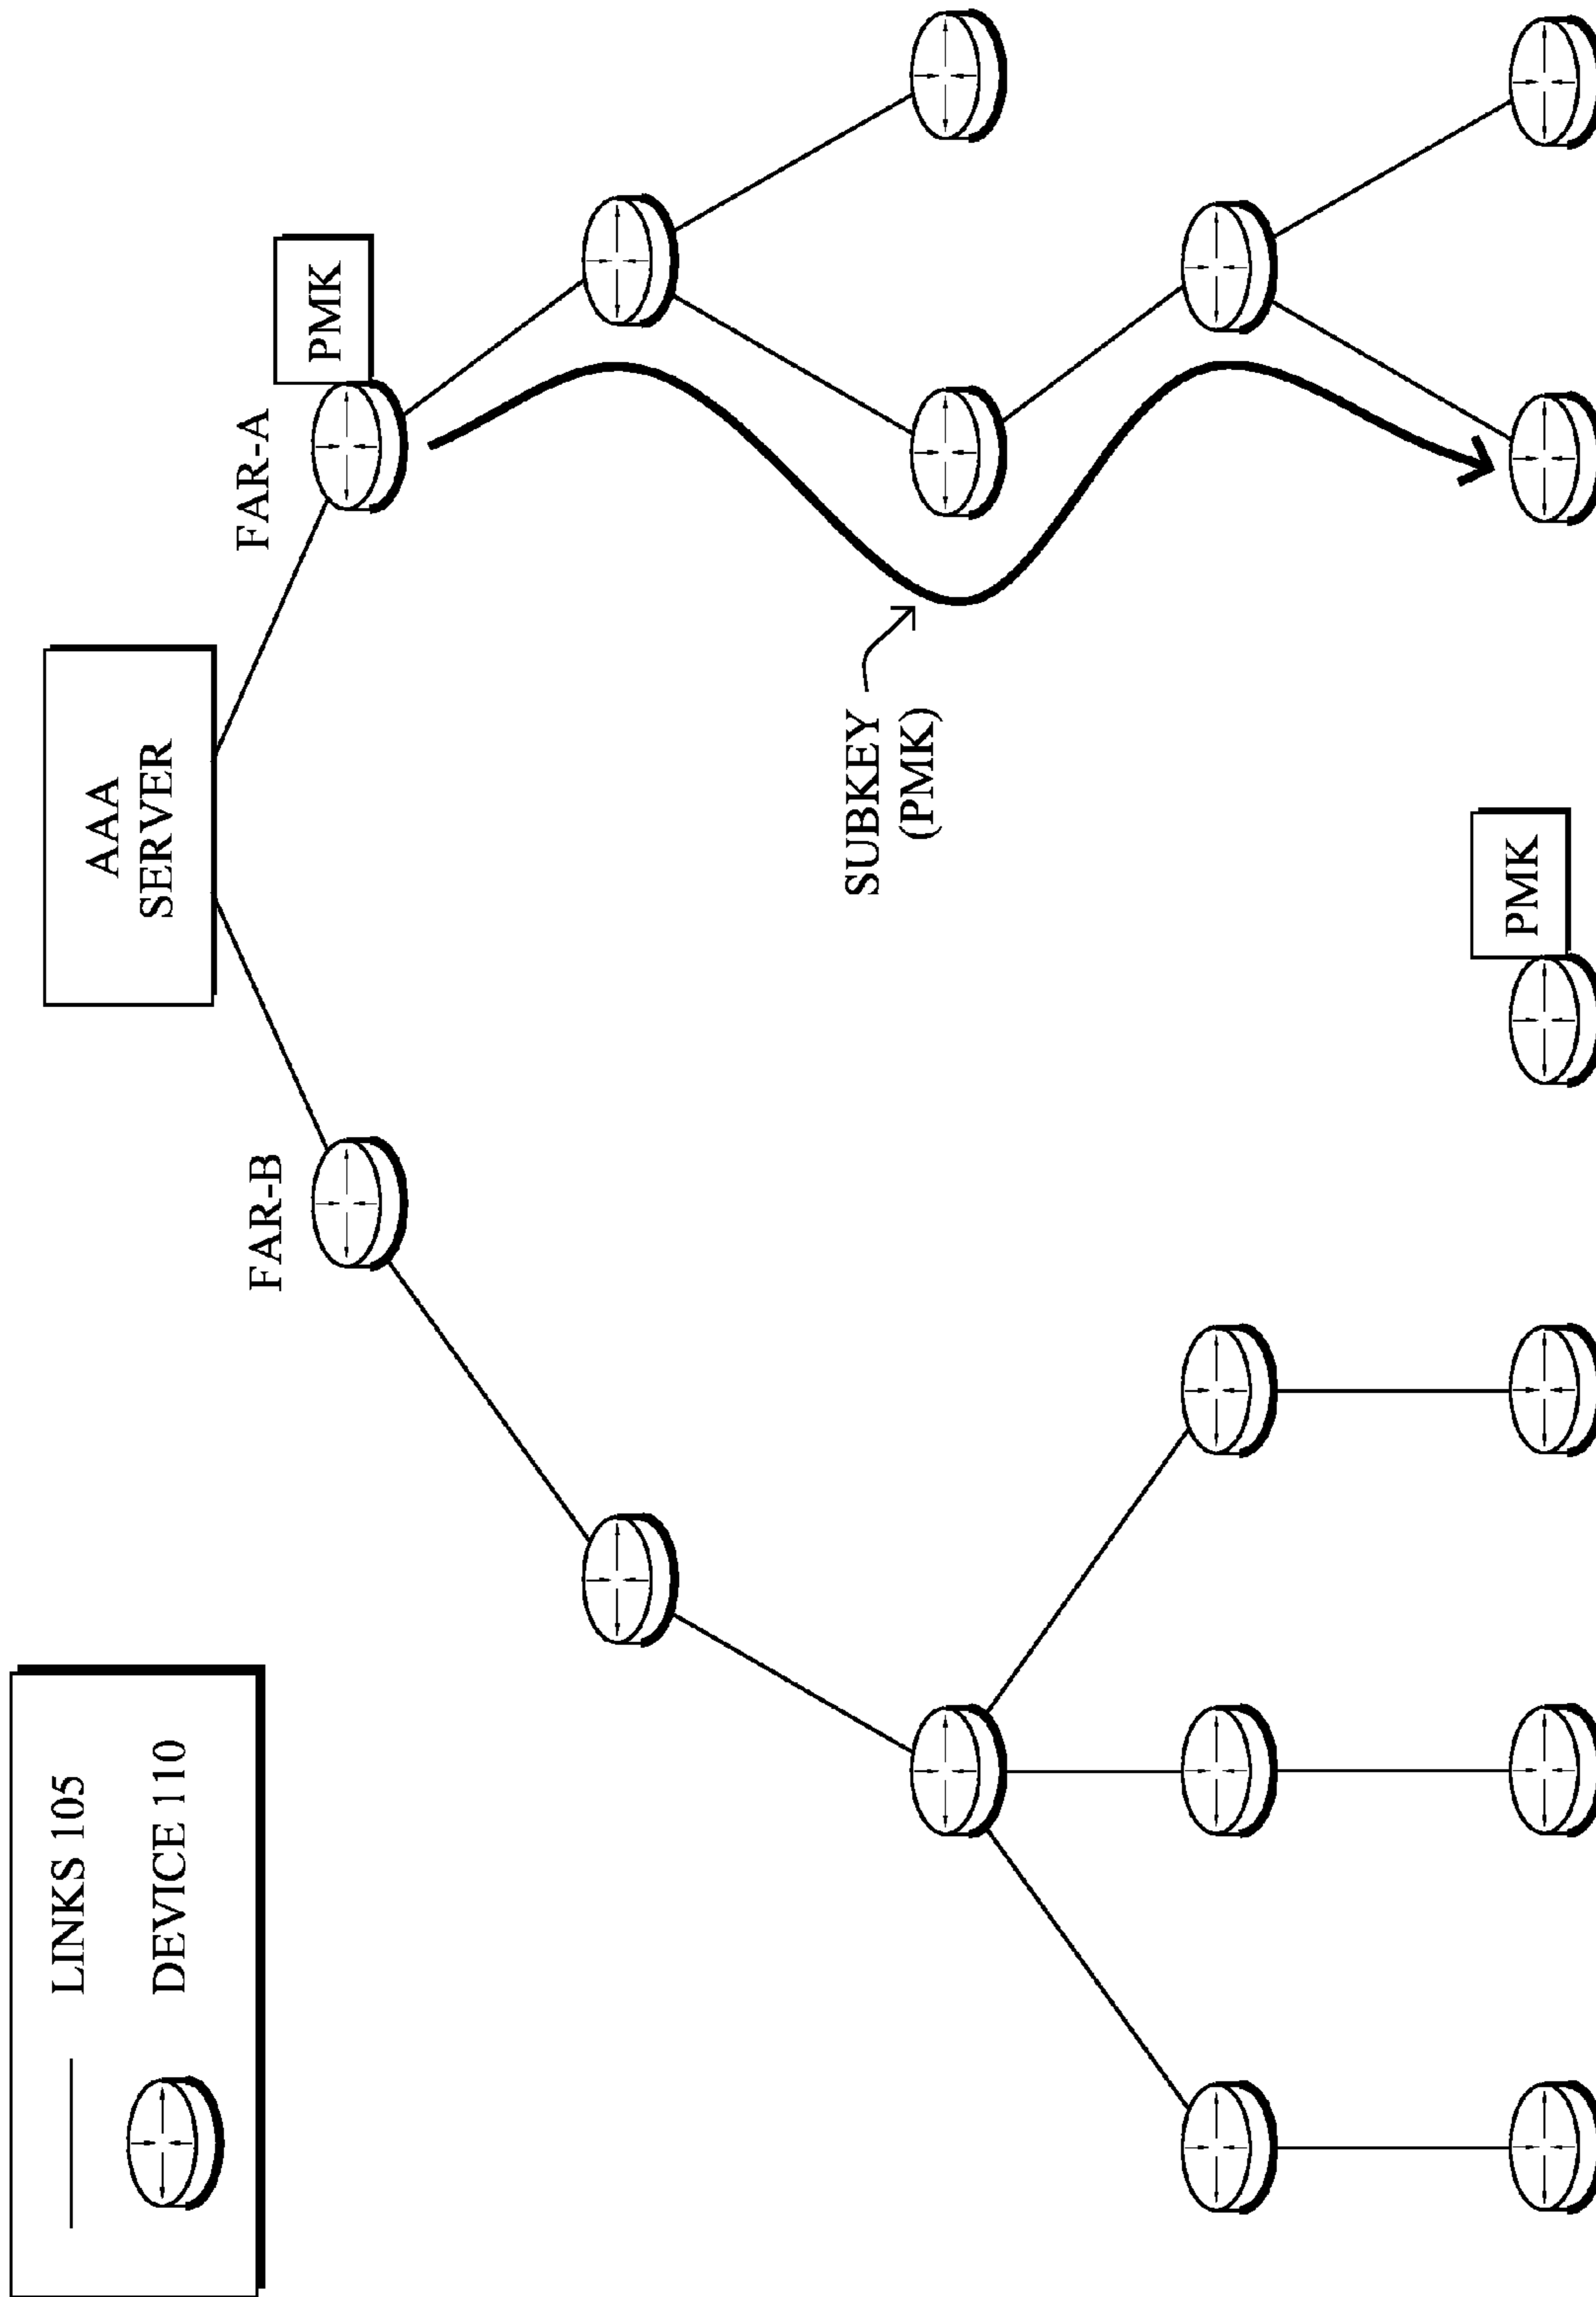 LINKS 105
DEVICE 110
AAA
SERVER
FAR-B
FAR-A
PMK
SUBKEY
(PMK)
PMK